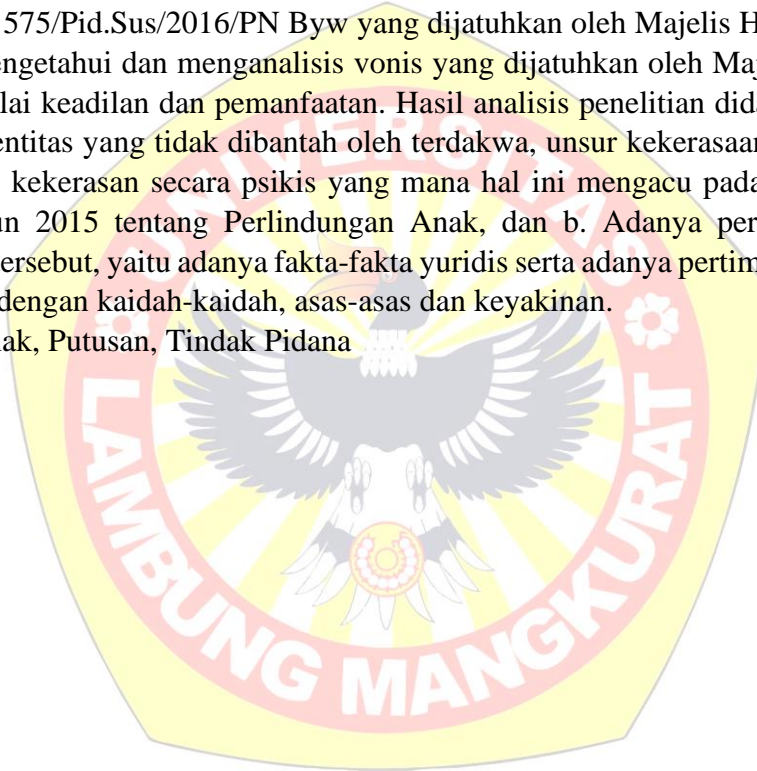 575/Pid.Sus/2016/PN Byw yang dijatuhkan oleh Majelis H
engetahui dan menganalisis vonis yang dijatuhkan oleh Maj
lai keadilan dan pemanfaatan. Hasil analisis penelitian did
entitas yang tidak dibantah oleh terdakwa, unsur kekerasaan
kekerasan secara psikis yang mana hal ini mengacu pada
un 2015 tentang Perlindungan Anak, dan b. Adanya per
ersebut, yaitu adanya fakta-fakta yuridis serta adanya pertim
dengan kaidah-kaidah, asas-asas dan keyakinan.
ak, Putusan, Tindak Pidana
UNIVERSITAS
LAMBUNG MANGKURAT